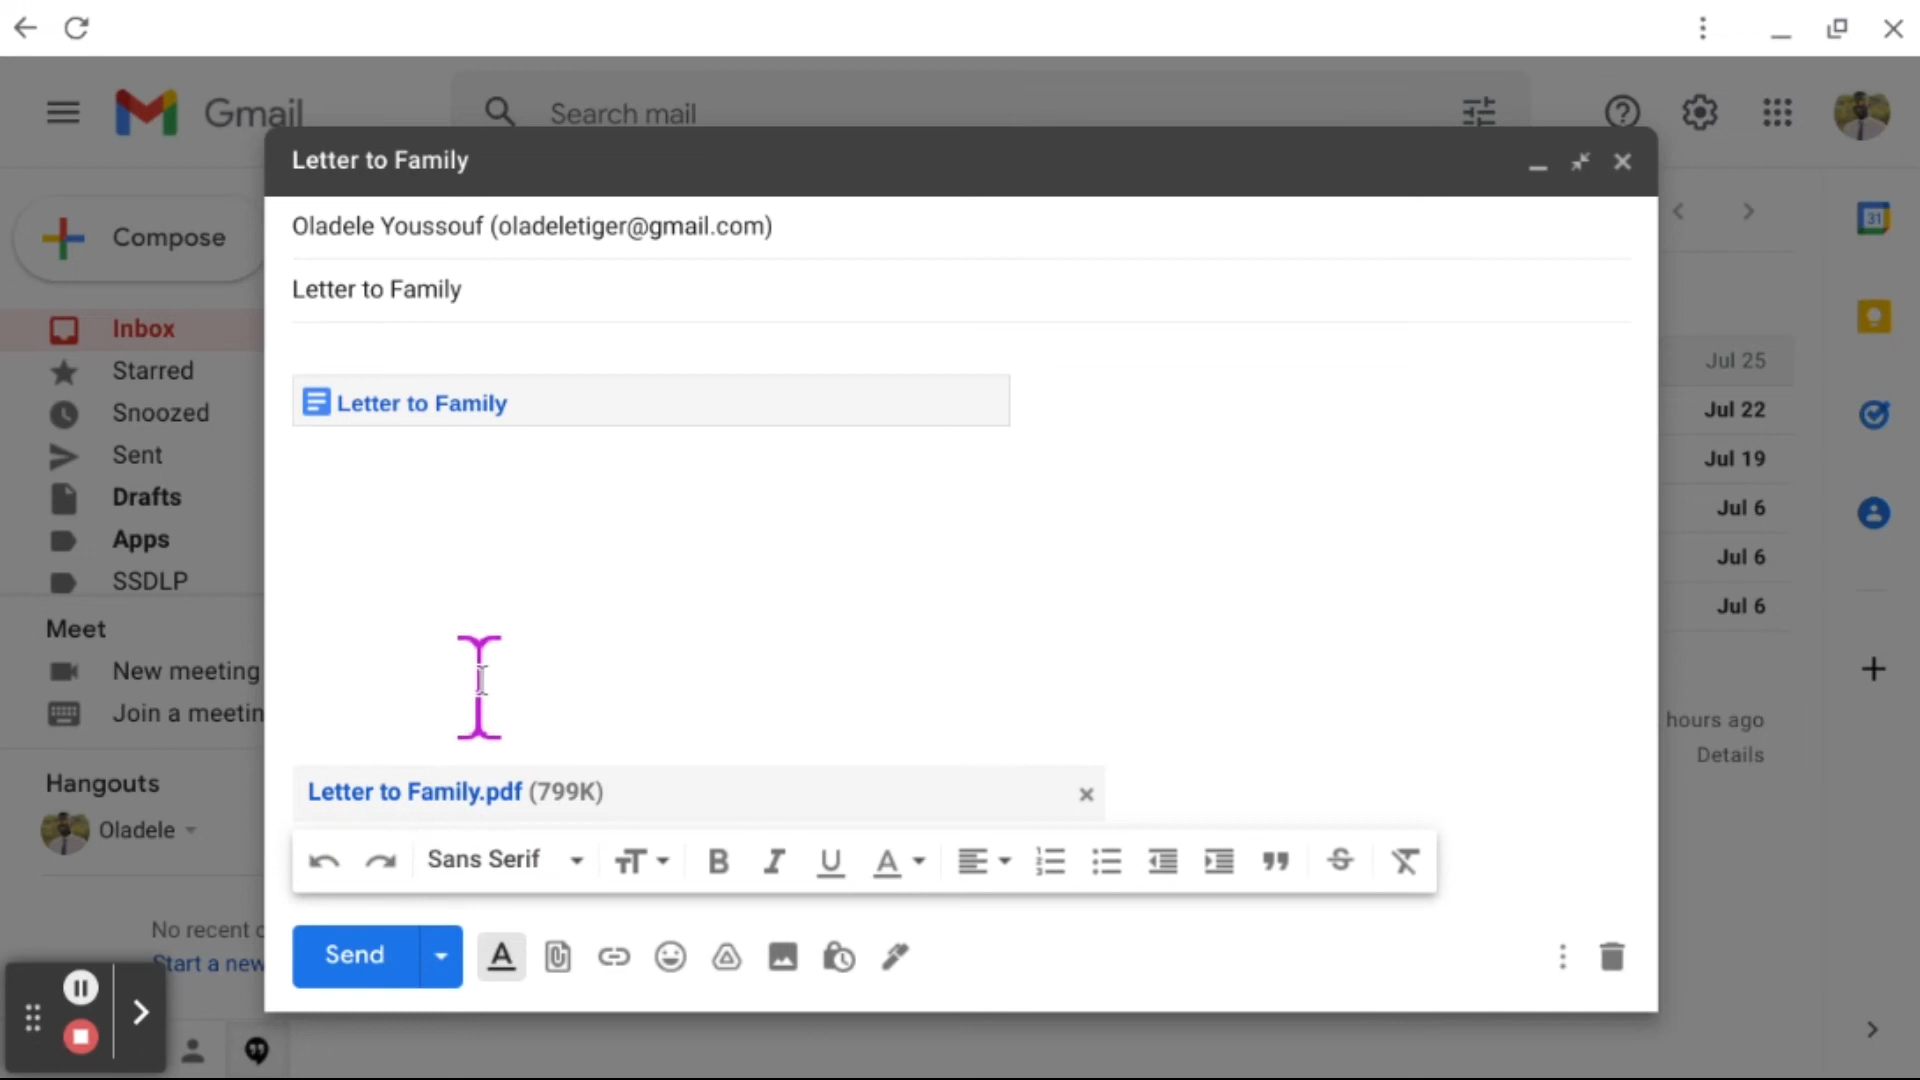 Gmail
Search mail
Letter to Family
Oladele Youssouf (oladeletiger@gmail.com)
Compose
Letter to Family
31
Inbox
Starred
Jul 25
Letter to Family
Snoozed
Jul 22
Sent
Jul 19
Drafts
Jul 6
Apps
Jul 6
SSDLP
Jul 6
Meet
New meeting
Join a meetin
hours ago
Details
Hangouts
Letter to Family.pdf (799K)
Oladele
Sans Serif
No recent c
Send
Start a new